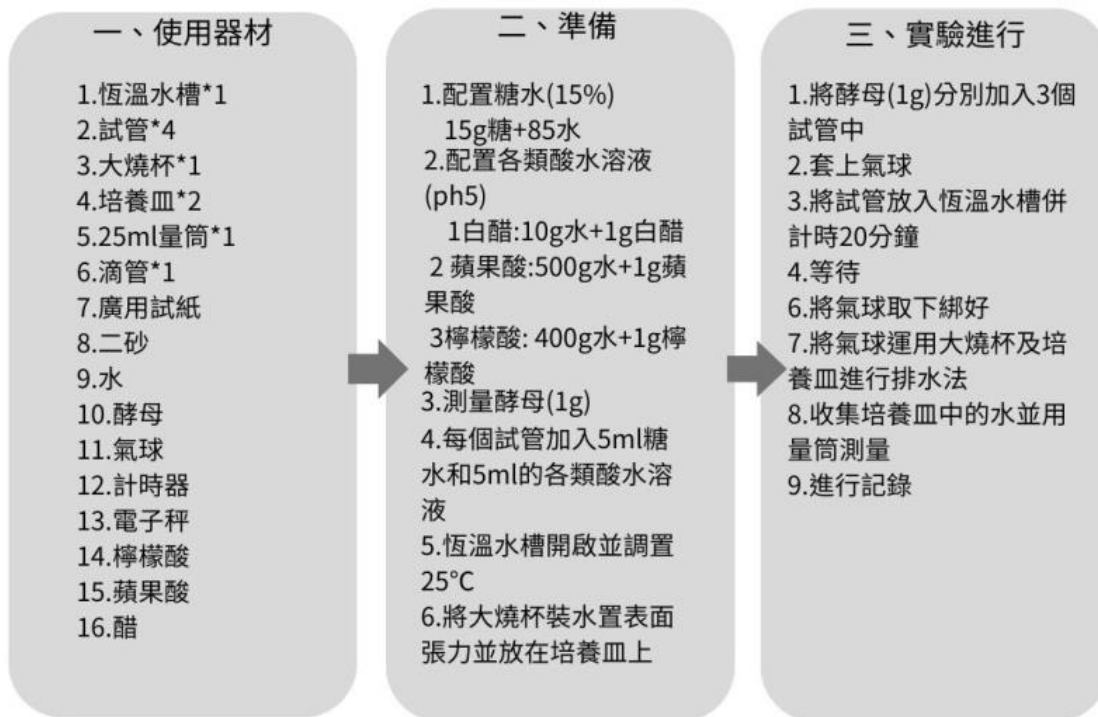 一、使用器材
1.恆溫水槽*1
2.試管*4
3.大燒杯*1
4.培養皿*2
5.25ml量筒*1
6.滴管*1
7.廣用試紙
8.二砂
9.水
10.酵母
11.氣球
12.計時器
13.電子秤
14.檸檬酸
15.蘋果酸
16.醋
二、準備
1.配置糖水(15%)
15g糖+85水
2.配置各類酸水溶液
(ph5)
1白醋:10g水+1g白醋
2 蘋果酸:500g水+1g蘋
果酸
3檸檬酸: 400g水+1g檸
檬酸
3.測量酵母(1g)
4.每個試管加入5ml糖
水和5ml的各類酸水溶
液
5.恆溫水槽開啟並調置
25°C
6.將大燒杯裝水置表面
張力並放在培養皿上
三、實驗進行
1.將酵母(1g)分別加入3個
試管中
2.套上氣球
3.將試管放入恆溫水槽併
計時20分鐘
4.等待
6.將氣球取下綁好
7.將氣球運用大燒杯及培
養皿進行排水法
8.收集培養皿中的水並用
量筒測量
9.進行記錄